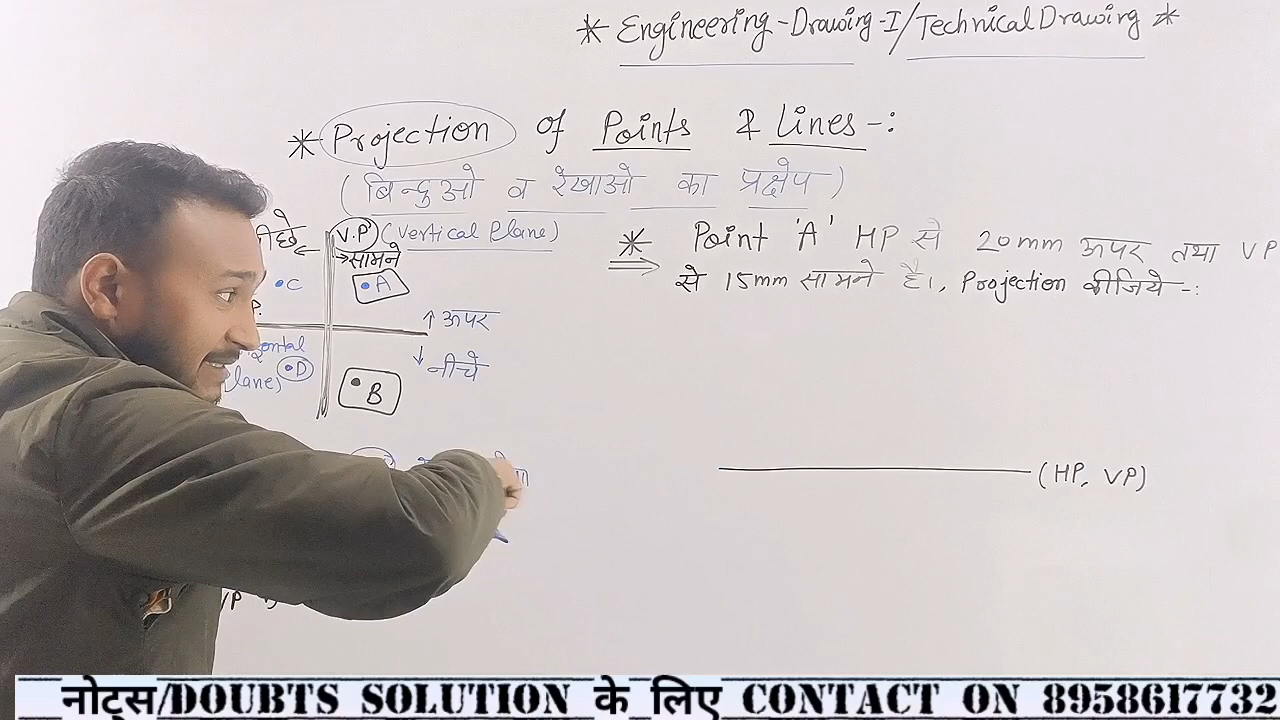 * Engineering-Drawing-I/Technical Drawing *
* Projection of Points & Lines -:
(बिन्दुओ व रेखाओ का प्रक्षेप)
V.P (Vertical Plane)
→सामने
•C
•A
↑ ऊपर
↓ नीचे
•D
• B
* Point 'A' HP से 20mm ऊपर तथा VP
⇒ से 15mm सामने है।, Projection कीजिये -:
(HP, VP)
नोट्स/DOUBTS SOLUTION के लिए CONTACT ON 8958617732